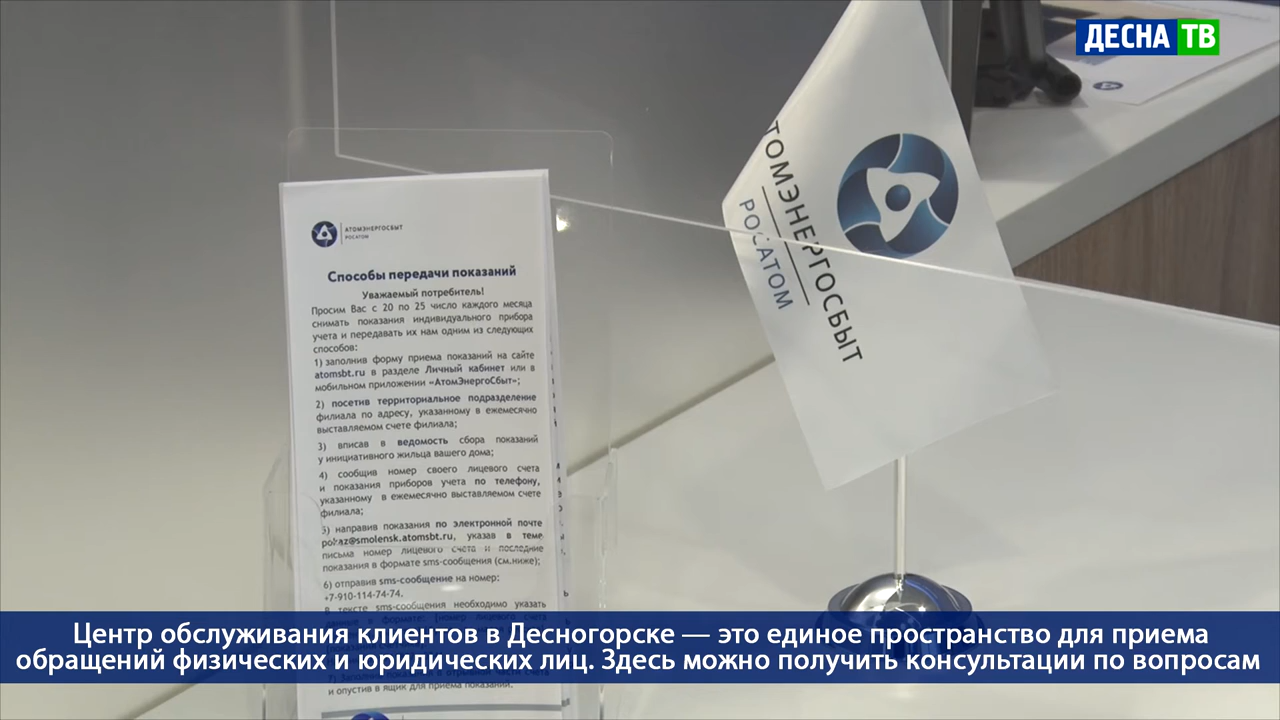 ДЕСНА ТВ
АТОМЭНЕРГОСБЫТ
РОСАТОМ
АТОМЭНЕРГОСБЫТ
РОСАТОМ
Способы передачи показаний
Уважаемый потребитель!
Просим Вас с 20 по 25 число каждого месяца
снимать показания индивидуального прибора
учета и передавать их нам одним из следующих
способов:
1) заполнив форму приема показаний на сайте
atomsbt.ru в разделе Личный кабинет или в
мобильном приложении «АтомЭнергоСбыт»;
2) посетив территориальное подразделение
филиала по адресу, указанному в ежемесячно
выставляемом счете филиала;
3) вписав в ведомость сбора показаний
у инициативного жильца вашего дома;
4) сообщив номер своего лицевого счета
и показания приборов учета по телефону,
указанному в ежемесячно выставляемом счете
филиала;
5) направив показания по электронной почте
pokaz@smolensk.atomsbt.ru, указав в теме
письма номер лицевого счета и последние
показания в формате sms-сообщения (см.ниже);
6) отправив sms-сообщение на номер:
+7-910-114-74-74.
В тексте sms-сообщения необходимо указать
и опустив в ящик для приема показаний.
Центр обслуживания клиентов в Десногорске — это единое пространство для приема
обращений физических и юридических лиц. Здесь можно получить консультации по вопросам